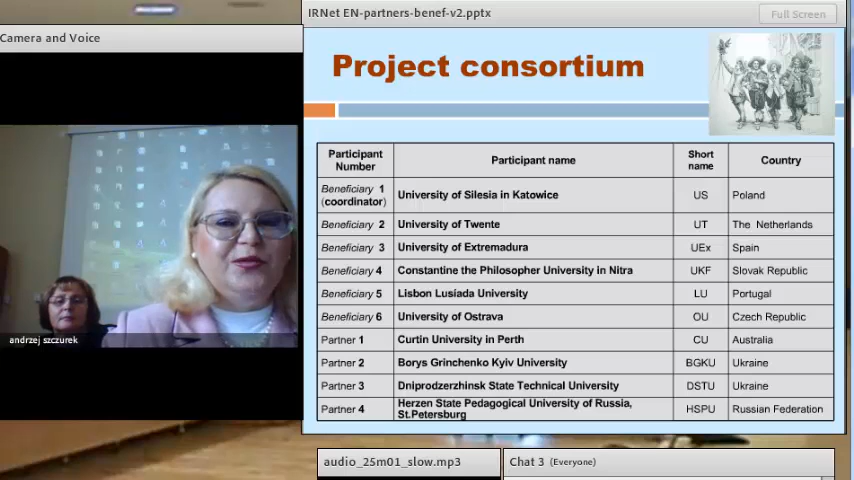 IRNet EN-partners-benef-v2.pptx
Full Screen
Camera and Voice
Project consortium
Participant Number Participant name Short name Country
Beneficiary 1 (coordinator) University of Silesia in Katowice US Poland
Beneficiary 2 University of Twente UT The Netherlands
Beneficiary 3 University of Extremadura UEx Spain
Beneficiary 4 Constantine the Philosopher University in Nitra UKF Slovak Republic
Beneficiary 5 Lisbon Lusíada University LU Portugal
Beneficiary 6 University of Ostrava OU Czech Republic
Partner 1 Curtin University in Perth CU Australia
Partner 2 Borys Grinchenko Kyiv University BGKU Ukraine
Partner 3 Dniprodzerzhinsk State Technical University DSTU Ukraine
Partner 4 Herzen State Pedagogical University of Russia, St.Petersburg HSPU Russian Federation
andrzej szczurek
audio_25m01_slow.mp3
Chat 3 (Everyone)